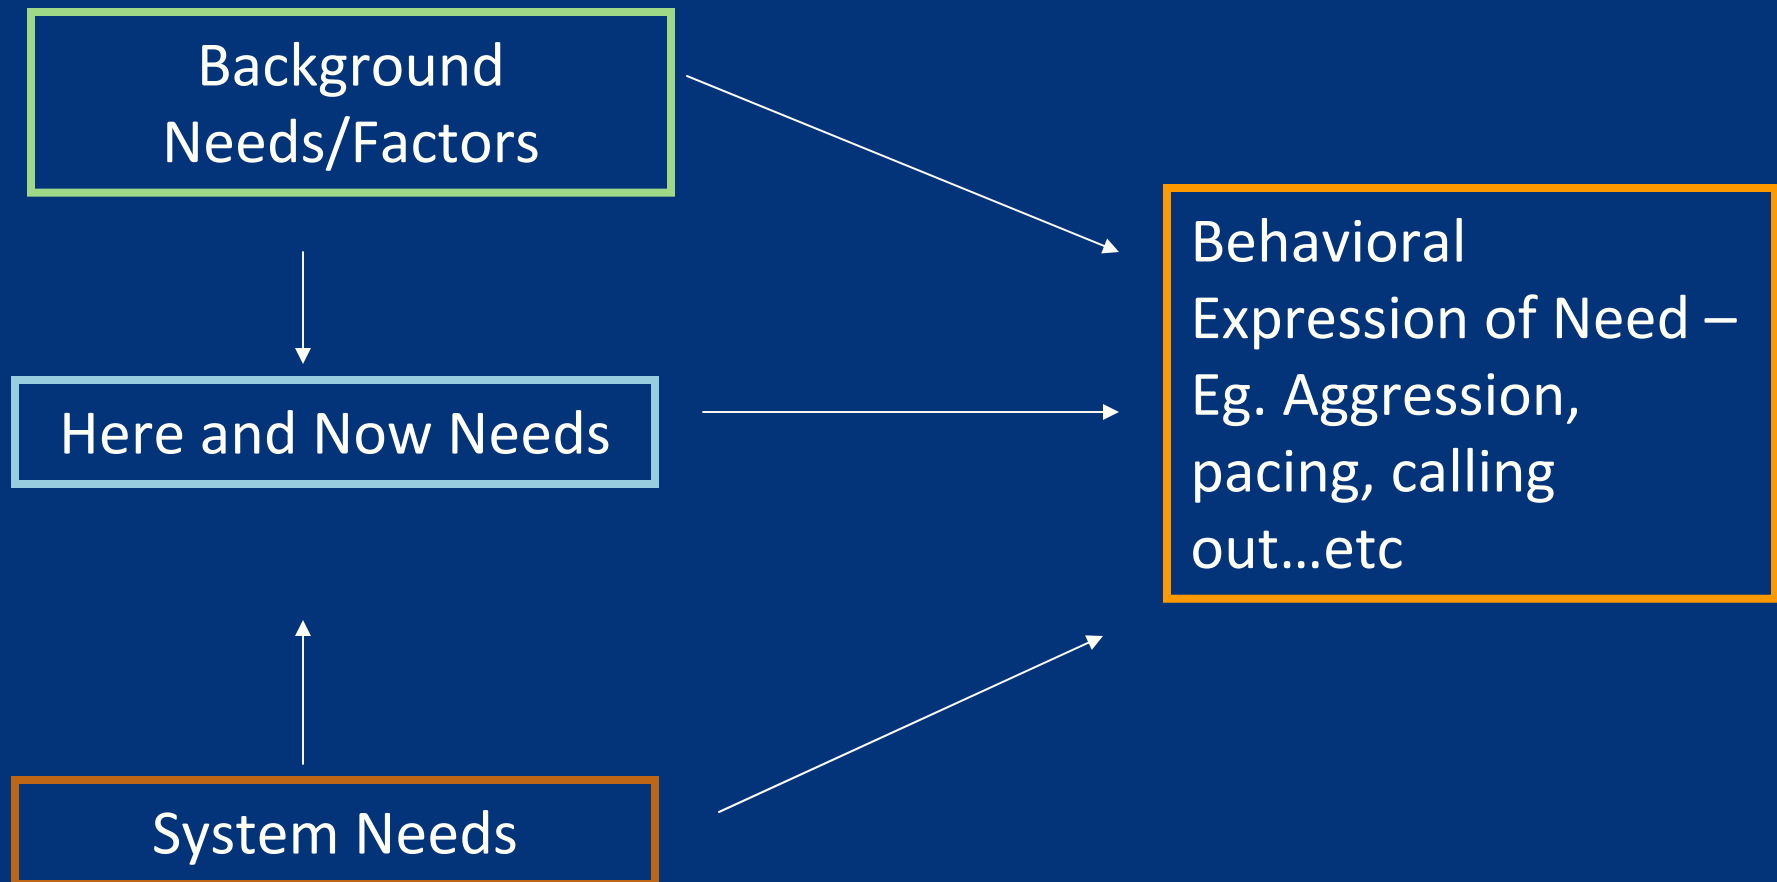 Background
Needs/Factors
Here and Now Needs
System Needs
Behavioral
Expression of Need –
Eg. Aggression,
pacing, calling
out...etc